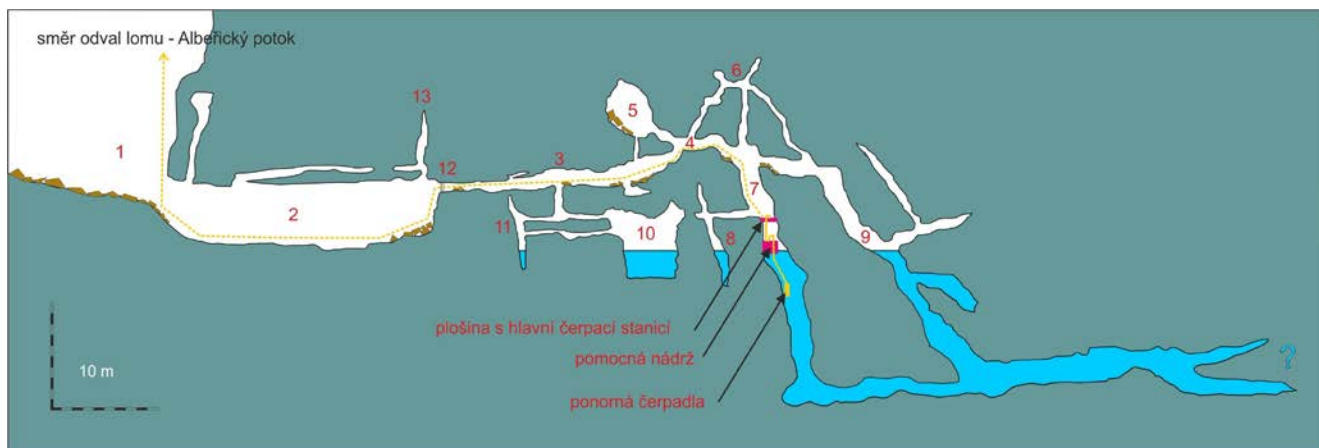 směr odval lomu - Albeřický potok
1
2
13
12
3
5
4
6
7
11
10
8
9
plošina s hlavní čerpací stanicí
pomocná nádrž
ponorná čerpadla
10 m
?